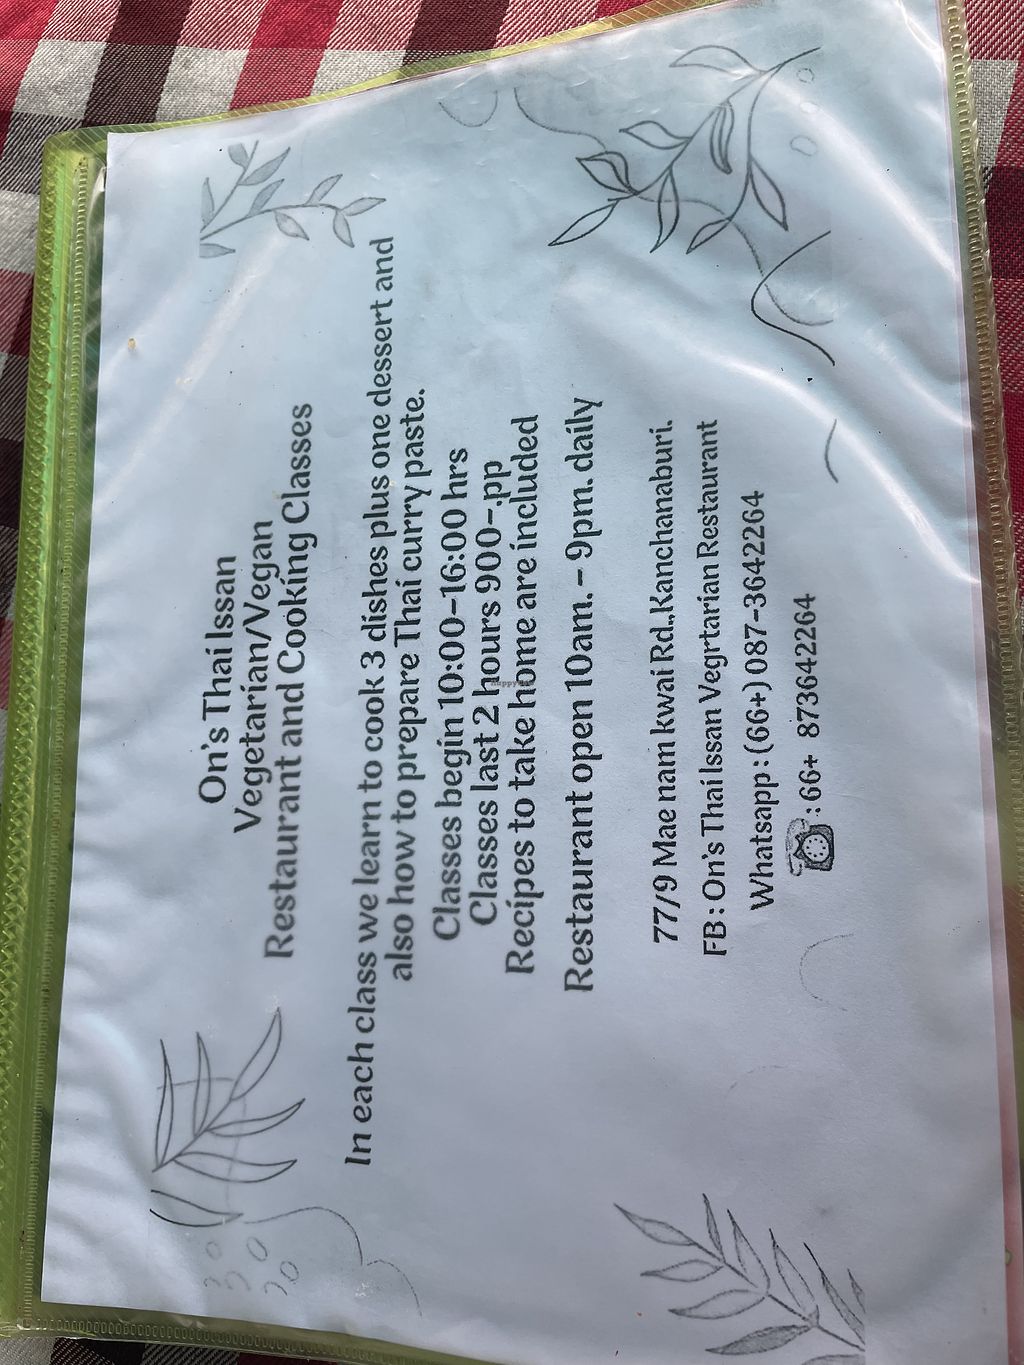 On's Thai Issan
Vegetarian/Vegan
Restaurant and Cooking Classes
In each class we learn to cook 3 dishes plus one dessert and
also how to prepare Thai curry paste.
Classes begin 10:00-16:00 hrs
Classes last 2 hours 900-.pp
Recipes to take home are included
Restaurant open 10am. - 9pm. daily
77/9 Mae nam kwai Rd.,Kanchanaburi.
FB : On's Thai Issan Vegrtarian Restaurant
Whatsapp : (66+) 087-3642264
: 66+ 873642264